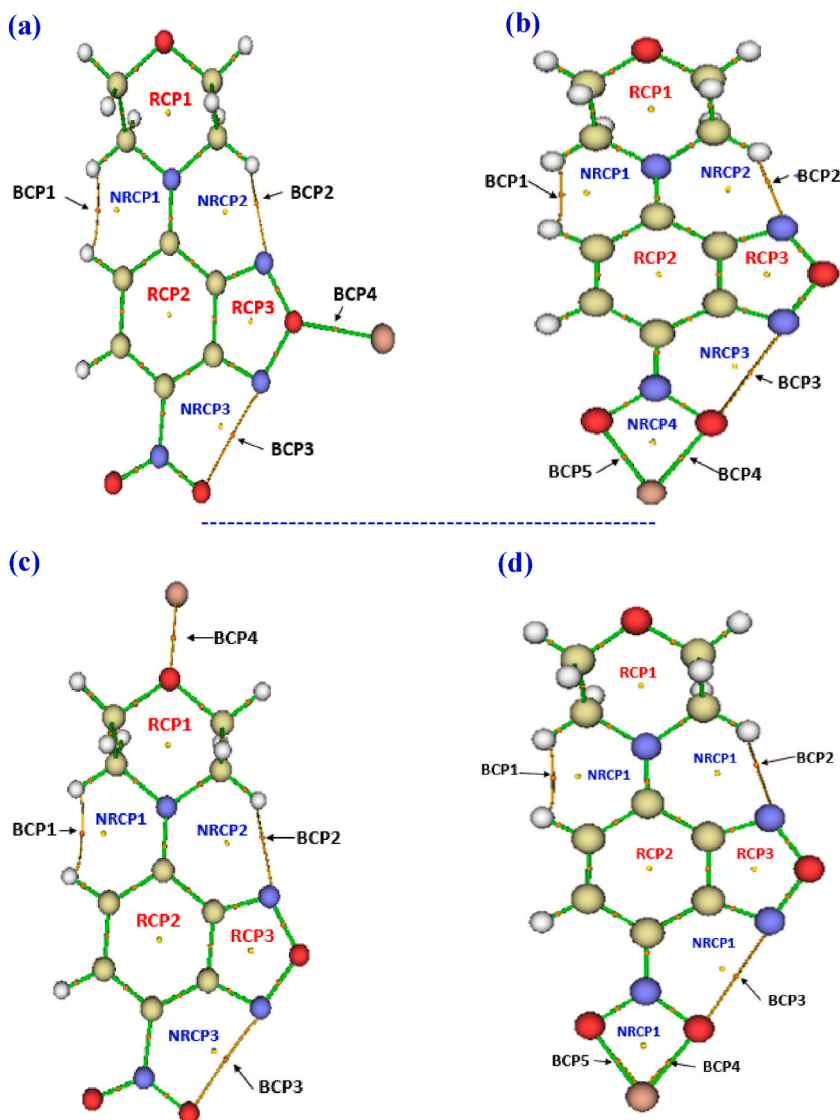 (a)
RCP1
BCP1
NRCP1
NRCP2
BCP2
RCP2
RCP3
BCP4
NRCP3
BCP3
(b)
RCP1
BCP1
NRCP1
NRCP2
BCP2
RCP2
RCP3
NRCP3
BCP3
NRCP4
BCP5
BCP4
(c)
BCP4
RCP1
BCP1
NRCP1
NRCP2
BCP2
RCP2
RCP3
NRCP3
BCP3
(d)
RCP1
BCP1
NRCP1
NRCP1
BCP2
RCP2
RCP3
NRCP1
BCP3
NRCP1
BCP5
BCP4